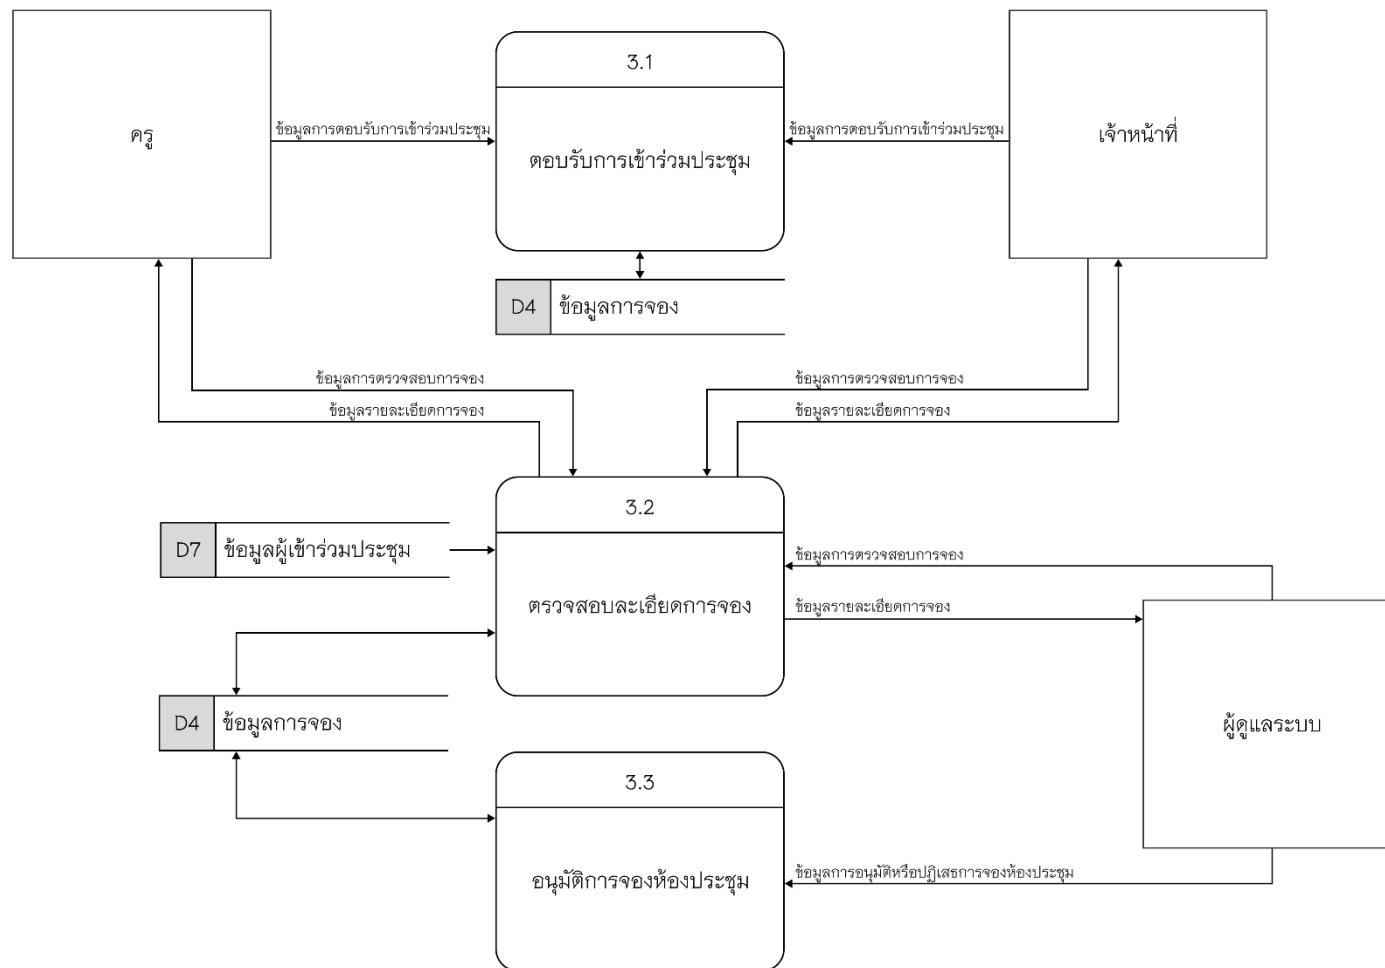 3.1
ครู
ข้อมูลการตอบรับการเข้าร่วมประชุม
ตอบรับการเข้าร่วมประชุม
ข้อมูลการตอบรับการเข้าร่วมประชุม
เจ้าหน้าที่
D4 ข้อมูลการจอง
ข้อมูลการตรวจสอบการจอง
ข้อมูลรายละเอียดการจอง
ข้อมูลการตรวจสอบการจอง
ข้อมูลรายละเอียดการจอง
3.2
D7 ข้อมูลผู้เข้าร่วมประชุม
ตรวจสอบละเอียดการจอง
ข้อมูลการตรวจสอบการจอง
ข้อมูลรายละเอียดการจอง
D4 ข้อมูลการจอง
ผู้ดูแลระบบ
3.3
อนุมัติการจองห้องประชุม
ข้อมูลการอนุมัติหรือปฏิเสธการจองห้องประชุม